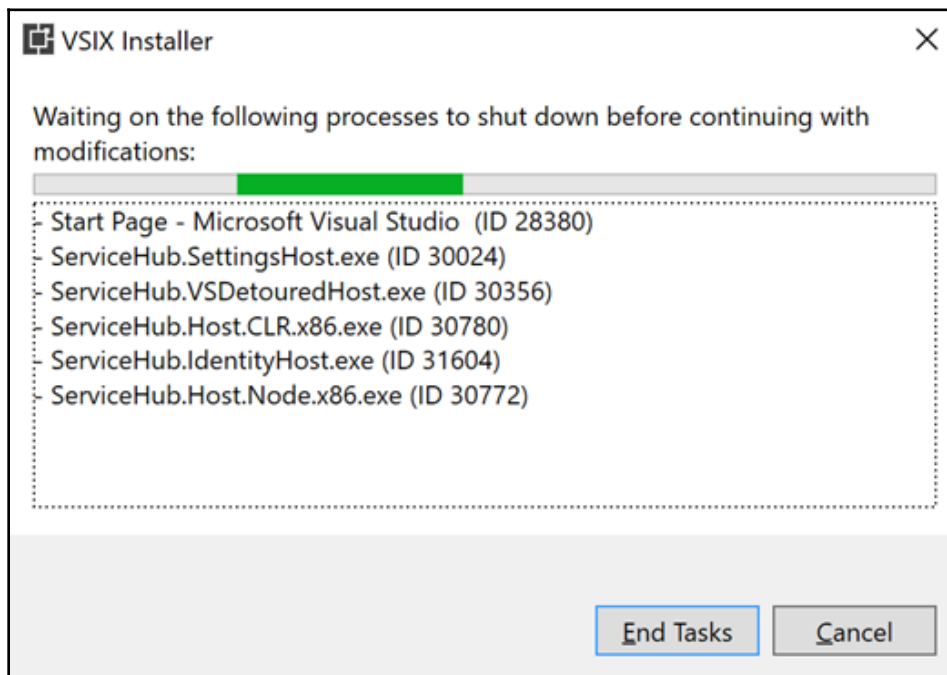 VSIX Installer
Waiting on the following processes to shut down before continuing with
modifications:
- Start Page - Microsoft Visual Studio  (ID 28380)
- ServiceHub.SettingsHost.exe (ID 30024)
- ServiceHub.VSDetouredHost.exe (ID 30356)
- ServiceHub.Host.CLR.x86.exe (ID 30780)
- ServiceHub.IdentityHost.exe (ID 31604)
- ServiceHub.Host.Node.x86.exe (ID 30772)
End Tasks Cancel